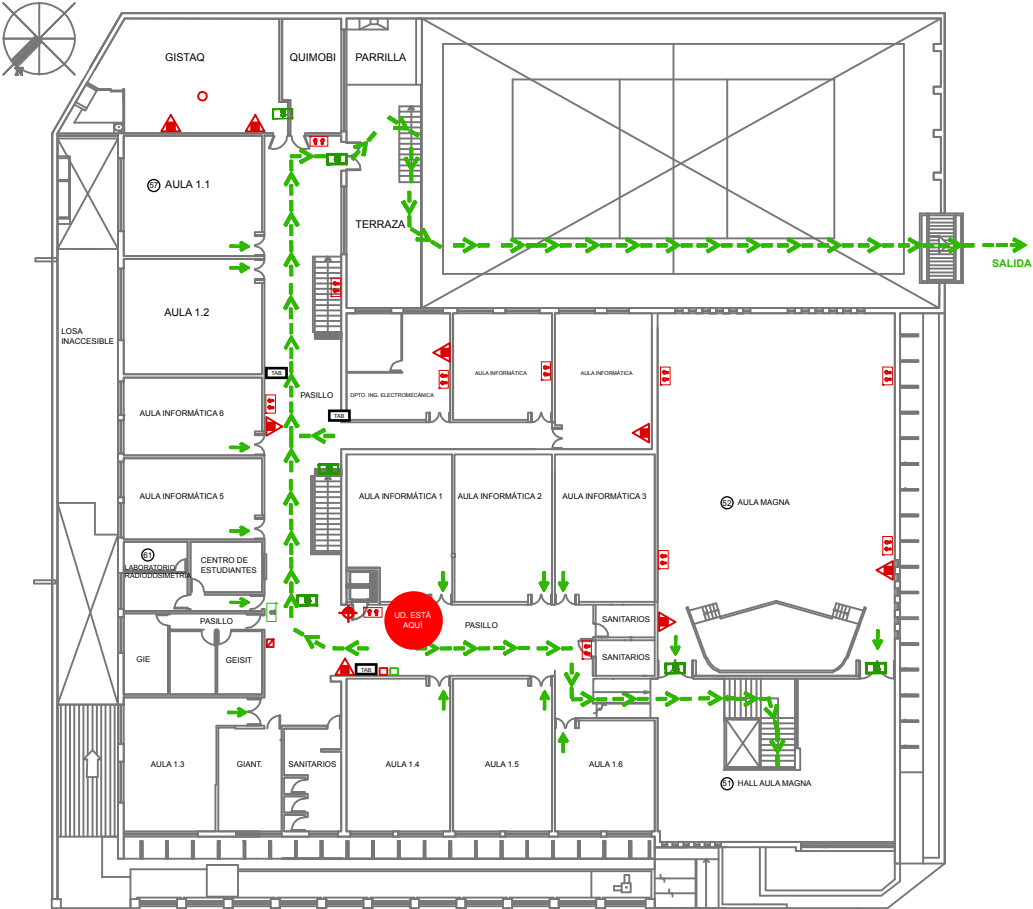 GISTAQ
QUIMOBI
PARRILLA
57
AULA 1.1
TERRAZA
SALIDA
AULA 1.2
LOSA
INACCESIBLE
TAB
PASILLO
DPTO. ING. ELECTROMECÁNICA
AULA INFORMÁTICA
AULA INFORMÁTICA
AULA INFORMÁTICA 6
TAB
AULA INFORMÁTICA 5
AULA INFORMÁTICA 1
AULA INFORMÁTICA 2
AULA INFORMÁTICA 3
52
AULA MAGNA
61
LABORATORIO
RADIODOSIMETRÍA
CENTRO DE
ESTUDIANTES
UD. ESTÁ
AQUÍ
PASILLO
PASILLO
SANITARIOS
GIE
GEISIT
SANITARIOS
TAB
AULA 1.3
GIANT.
SANITARIOS
AULA 1.4
AULA 1.5
AULA 1.6
51
HALL AULA MAGNA